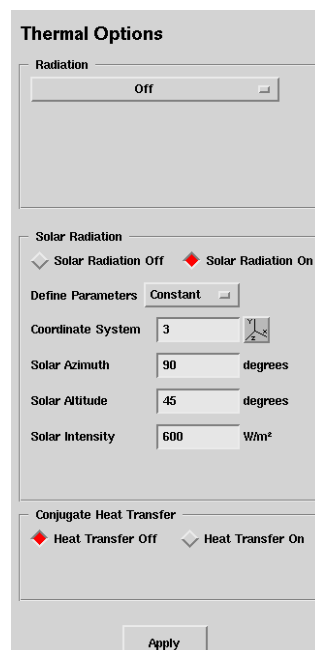 Thermal Options
Radiation
Off
Solar Radiation
Solar Radiation Off Solar Radiation On
Define Parameters Constant
Coordinate System 3
Solar Azimuth 90 degrees
Solar Altitude 45 degrees
Solar Intensity 600 W/m²
Conjugate Heat Transfer
Heat Transfer Off Heat Transfer On
Apply